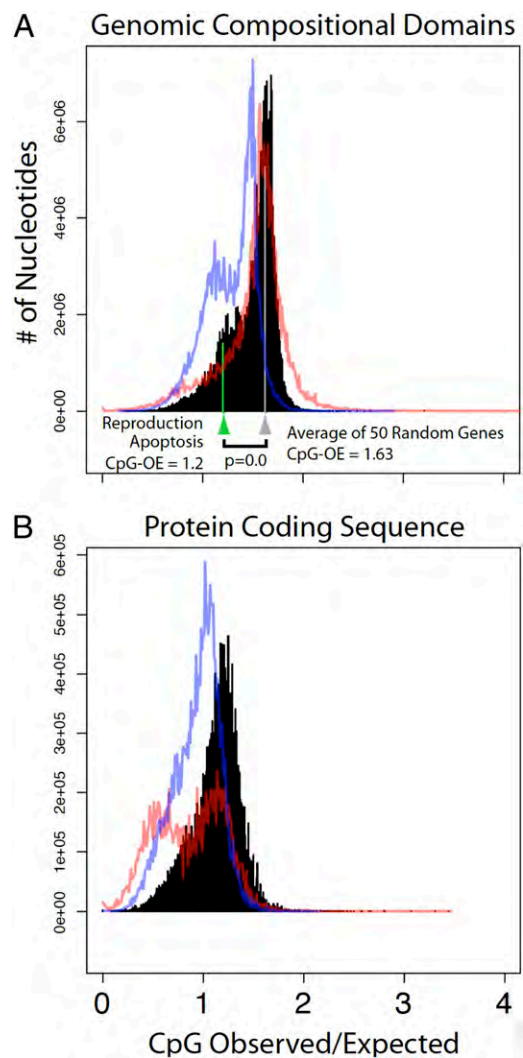 A Genomic Compositional Domains
# of Nucleotides
6e+06
4e+06
2e+06
0e+00
Reproduction
Apoptosis
CpG-OE = 1.2
p=0.0
Average of 50 Random Genes
CpG-OE = 1.63
B Protein Coding Sequence
6e+05
5e+05
4e+05
3e+05
2e+05
1e+05
0e+00
0 1 2 3 4
CpG Observed/Expected